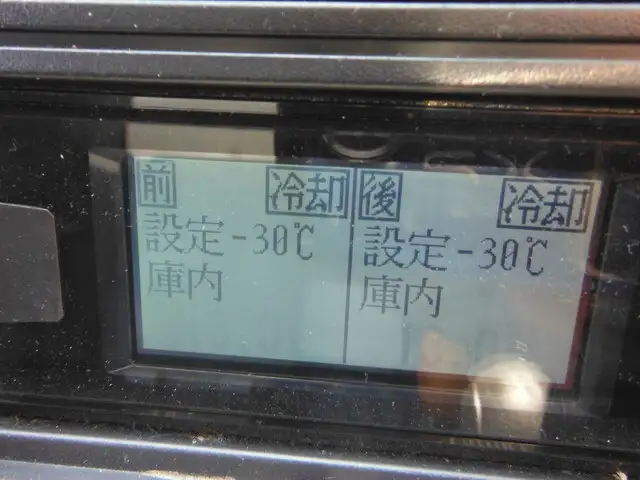 前 冷却
設定 -30℃
庫内
後 冷却
設定 -30℃
庫内